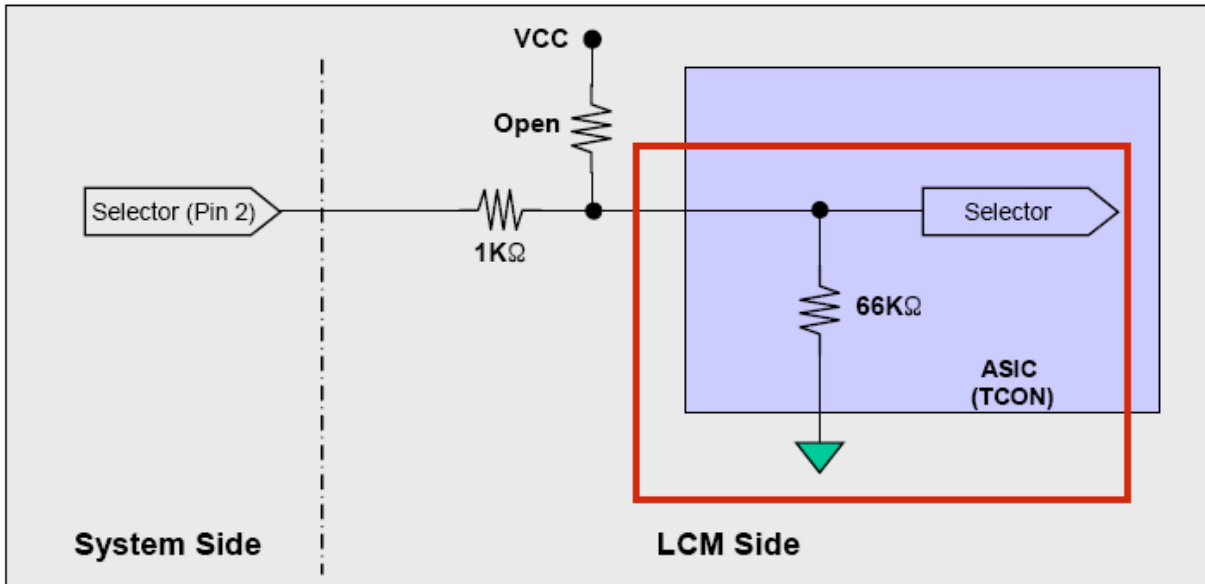 VCC
Open
Selector (Pin 2)
Selector
1KΩ
66KΩ
ASIC
(TCON)
System Side
LCM Side